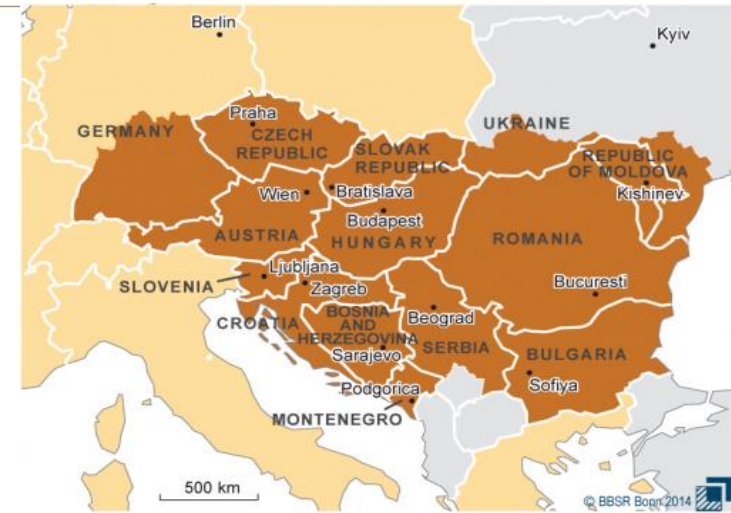 Berlin
Kyiv
Praha
GERMANY
CZECH
REPUBLIC
UKRAINE
SLOVAK
REPUBLIC
REPUBLIC
OF MOLDOVA
Kishinev
Wien
Bratislava
Budapest
AUSTRIA
HUNGARY
ROMANIA
Ljubljana
SLOVENIA
Zagreb
Bucuresti
CROATIA
BOSNIA
AND
HERZEGOVINA
Sarajevo
Beograd
SERBIA
BULGARIA
Sofiya
Podgorica
MONTENEGRO
500 km
© BBSR Bonn 2014